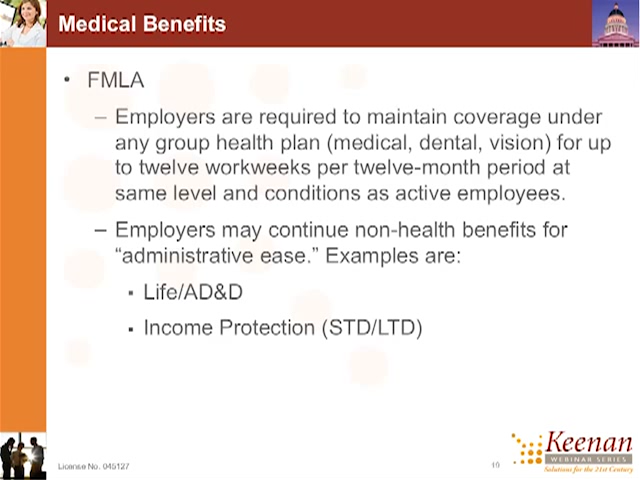 Medical Benefits
• FMLA
– Employers are required to maintain coverage under
any group health plan (medical, dental, vision) for up
to twelve workweeks per twelve-month period at
same level and conditions as active employees.
– Employers may continue non-health benefits for
“administrative ease.” Examples are:
▪ Life/AD&D
▪ Income Protection (STD/LTD)
Keenan
WEBINAR SERIES
Solutions for the 21st Century
License No. 045127
10